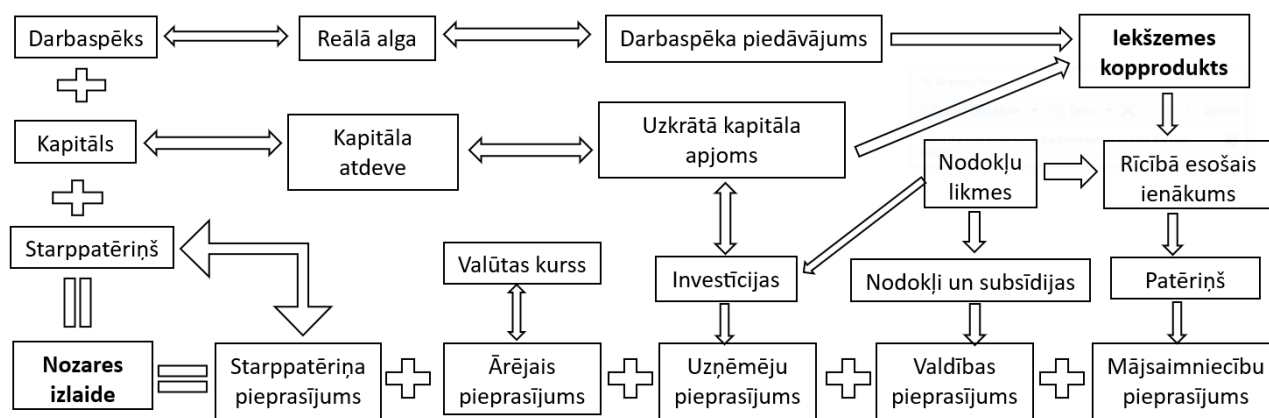 Darbaspēks
Reālā alga
Darbaspēka piedāvājums
Iekšzemes
kopprodukts
Kapitāls
Kapitāla
atdeve
Uzkrātā kapitāla
apjoms
Nodokļu
likmes
Rīcībā esošais
ienākums
Starppatēriņš
Valūtas kurss
Investīcijas
Nodokļi un subsīdijas
Patēriņš
Nozares
izlaide
Starppatēriņa
pieprasījums
Ārējais
pieprasījums
Uzņēmēju
pieprasījums
Valdības
pieprasījums
Mājsaimniecību
pieprasījums